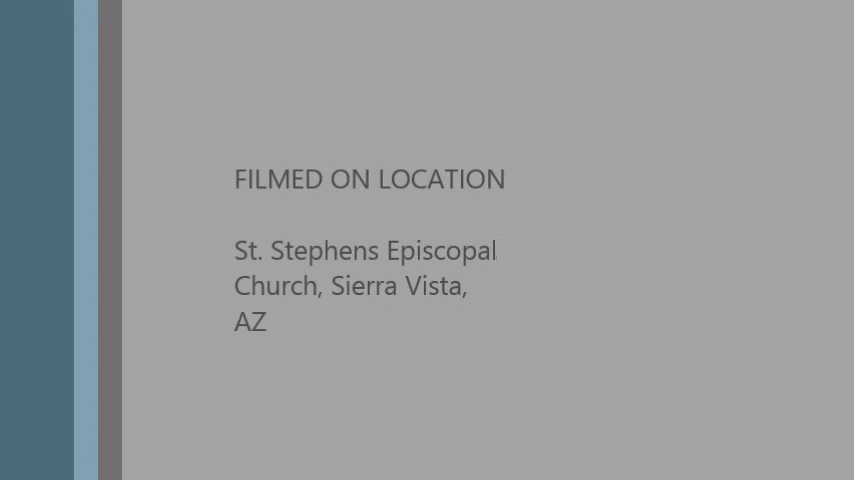 FILMED ON LOCATION
St. Stephens Episcopal
Church, Sierra Vista,
AZ